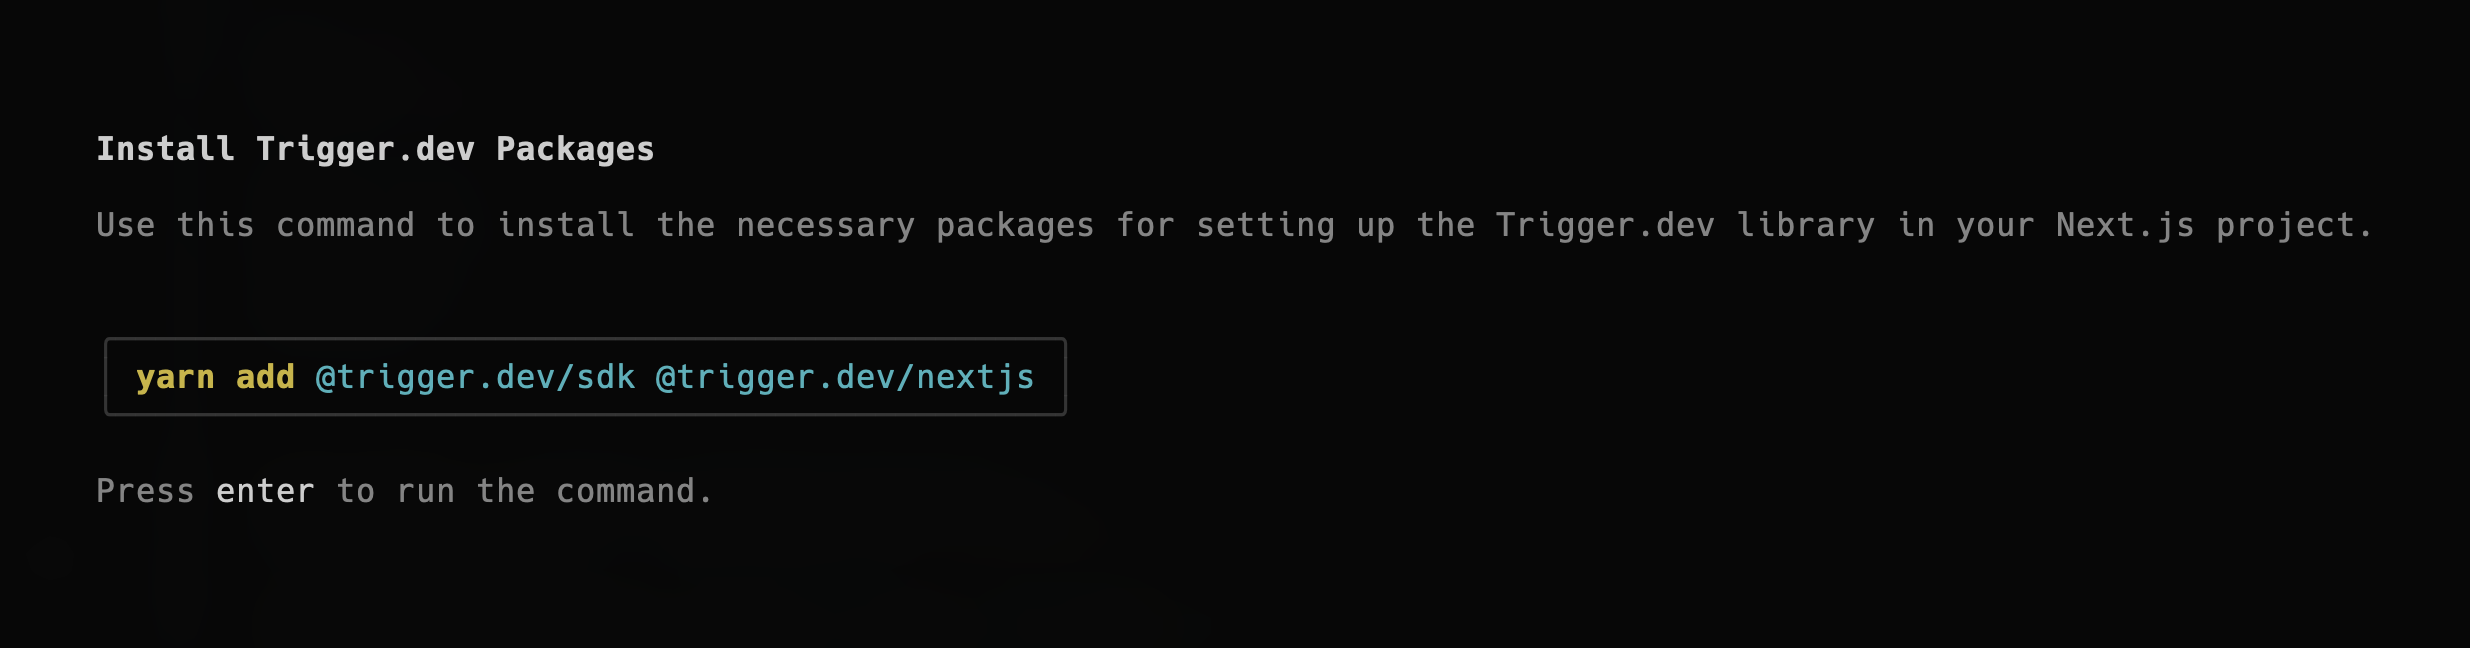 Install Trigger.dev Packages
Use this command to install the necessary packages for setting up the Trigger.dev library in your Next.js project.
yarn add @trigger.dev/sdk @trigger.dev/nextjs
Press enter to run the command.